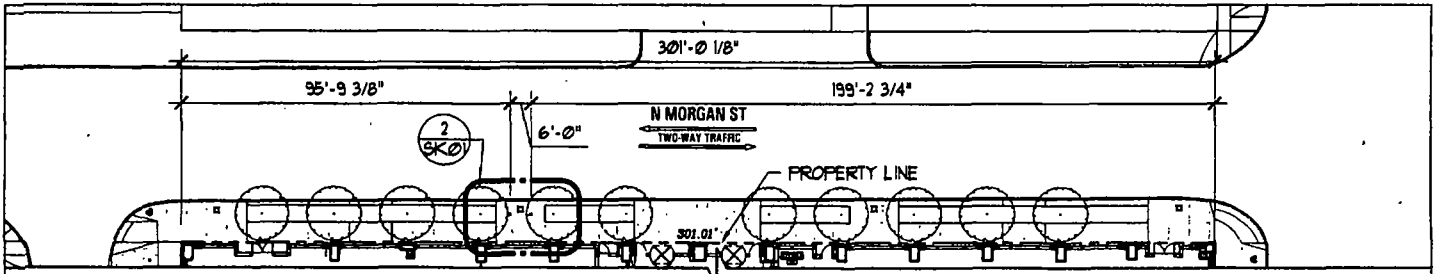 301'-0 1/8"
95'-9 3/8"
199'-2 3/4"
N MORGAN ST
TWO-WAY TRAFFIC
2
SK01
6'-0"
PROPERTY LINE
301.01'